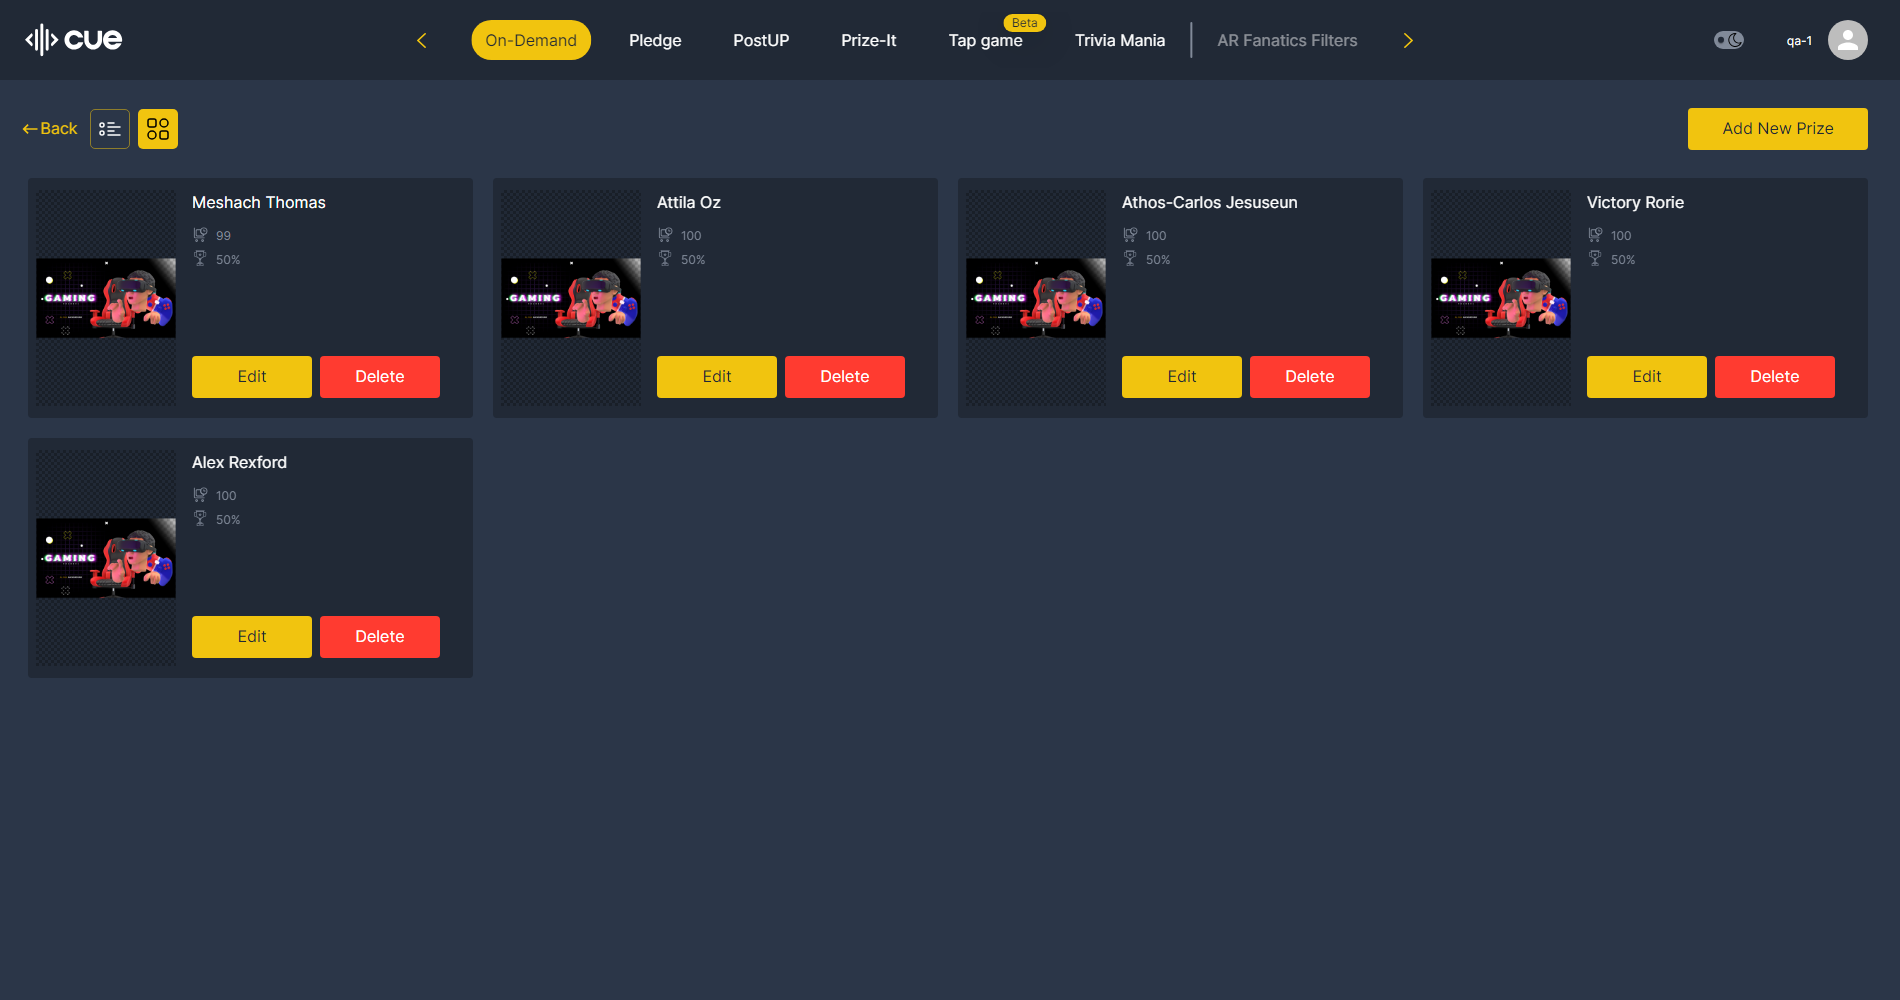 cue
On-Demand
Pledge
PostUP
Prize-It
Tap game
Beta
Trivia Mania
AR Fanatics Filters
qa-1
Back
Add New Prize
GAMING
Meshach Thomas
99
50%
Edit
Delete
GAMING
Attila Oz
100
50%
Edit
Delete
GAMING
Athos-Carlos Jesuseun
100
50%
Edit
Delete
GAMING
Victory Rorie
100
50%
Edit
Delete
GAMING
Alex Rexford
100
50%
Edit
Delete